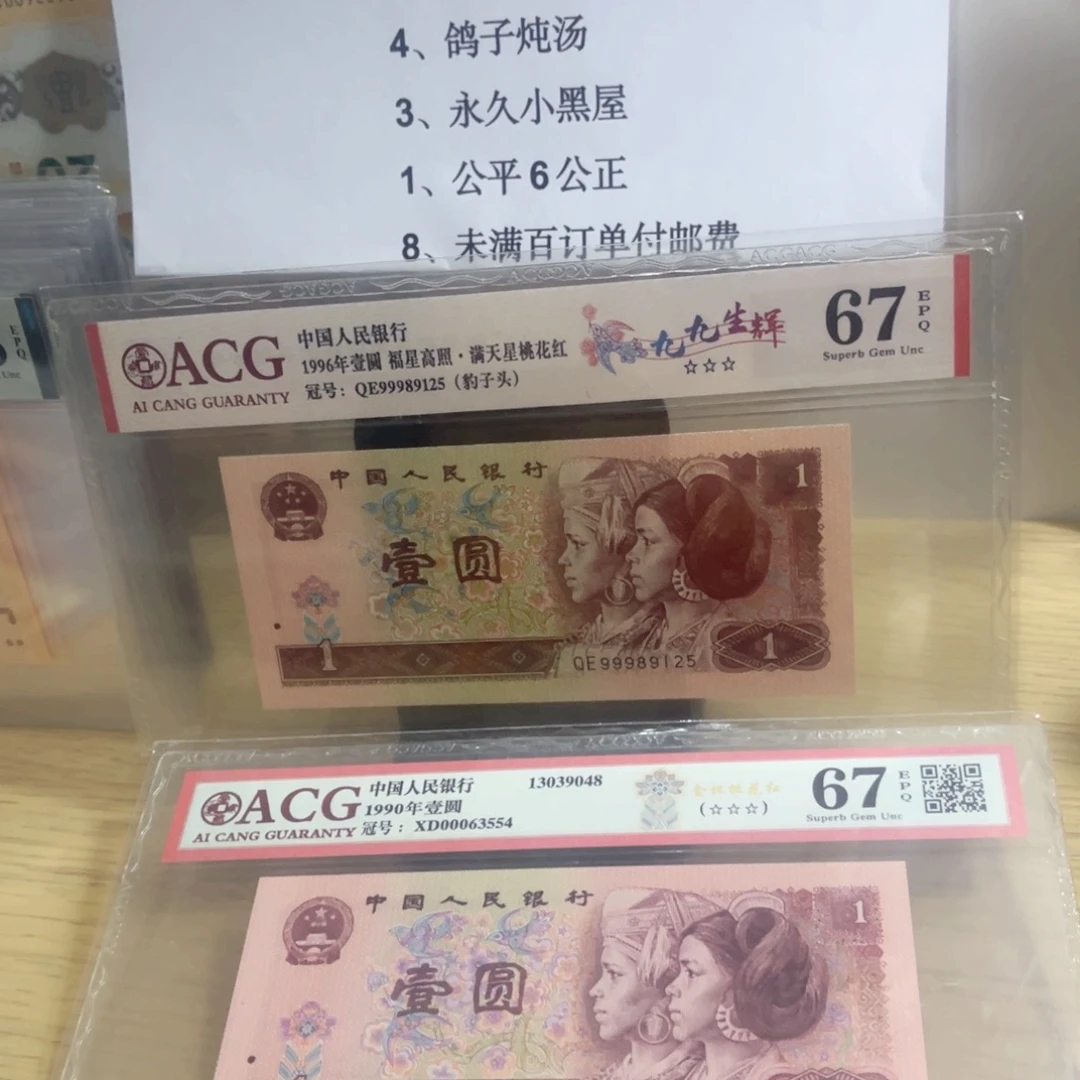 4、鸽子炖汤
3、永久小黑屋
1、公平6公正
8、未满百订单付邮费
ACG
AI CANG GUARANTY
中国人民银行
1996年壹圆 福星高照·满天星桃花红
冠号：QE99989125（豹子头）
九九生辉
☆☆☆
67
EPQ
Superb Gem Unc
中国人民银行
壹圆
1
1
1
QE99989125
ACG
AI CANG GUARANTY
中国人民银行
13039048
1990年壹圆
冠号：XD00063554
(☆☆☆)
67
EPQ
Superb Gem Unc
中国人民银行
壹圆
1
EPQ
Unc